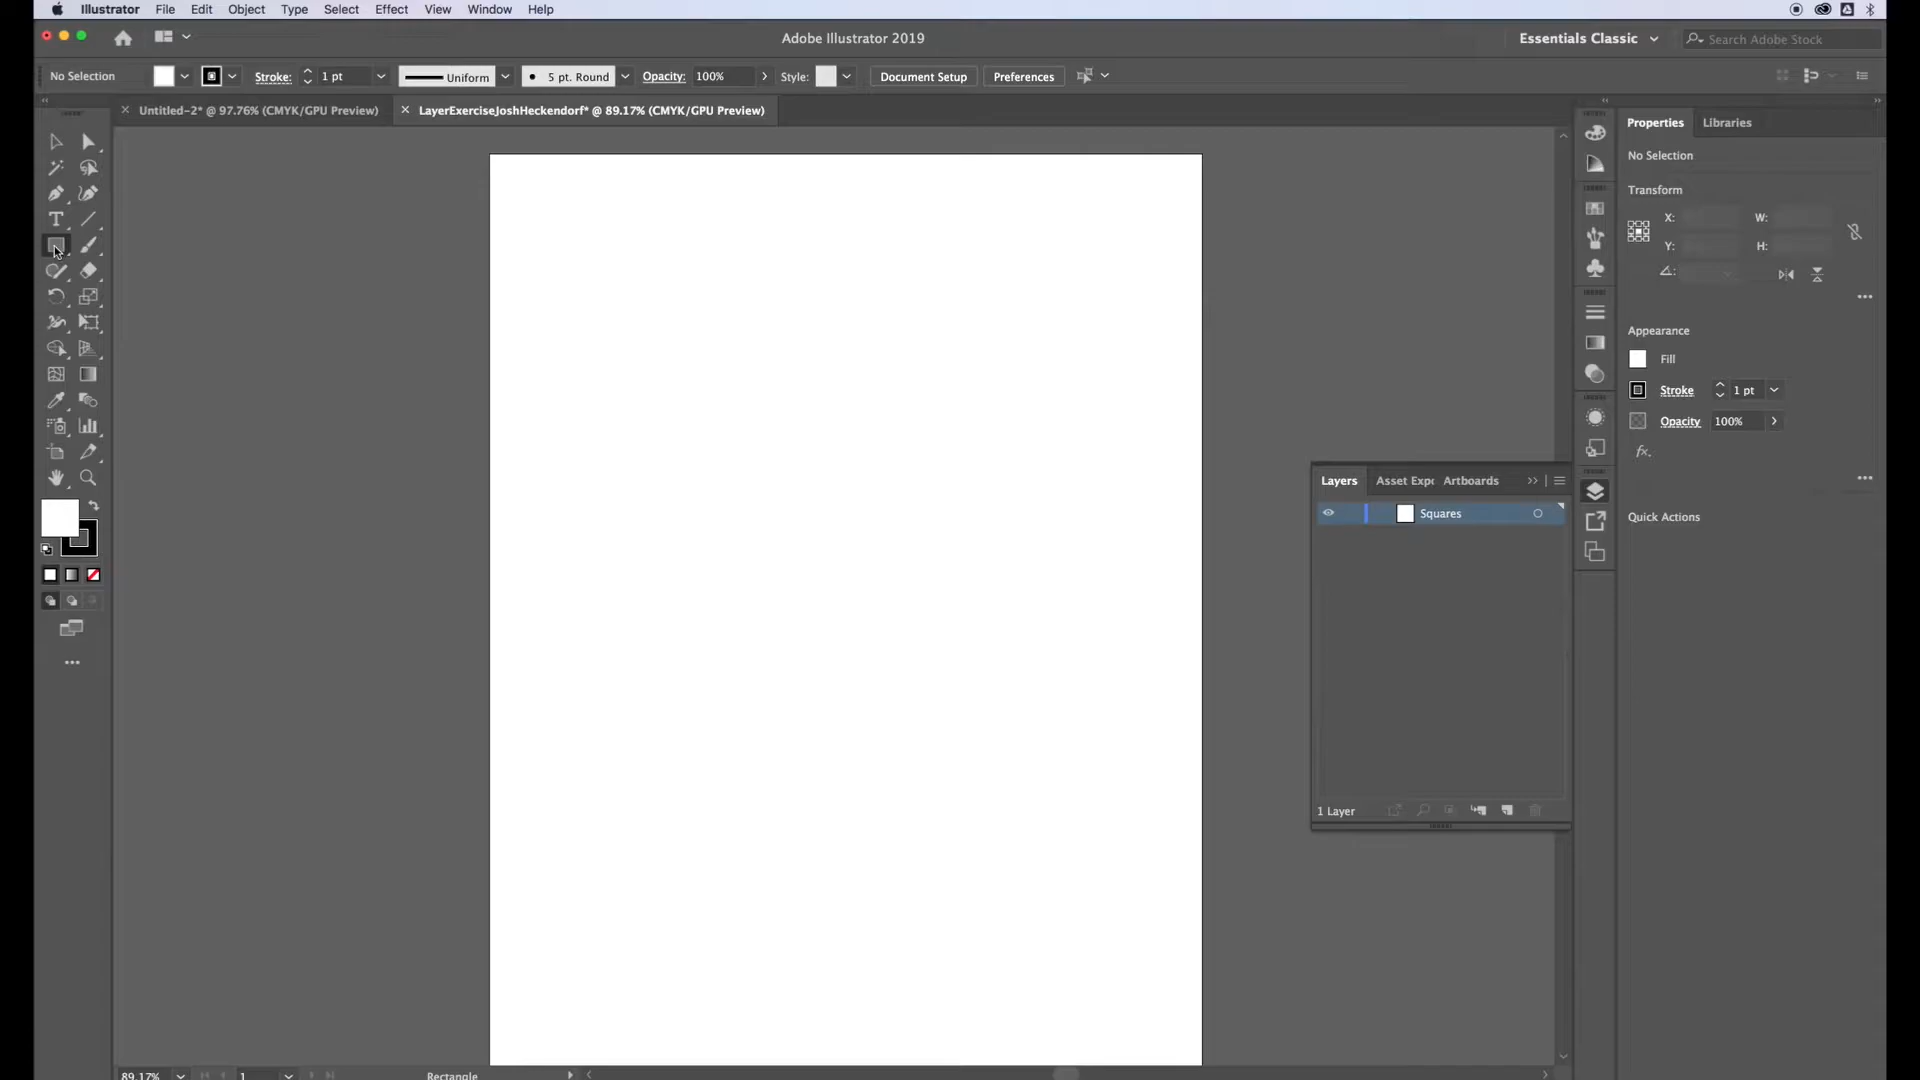 Illustrator File Edit Object Type Select Effect View Window Help
Adobe Illustrator 2019
Essentials Classic
Search Adobe Stock
No Selection
Stroke: 1 pt
Uniform
5 pt. Round
Opacity: 100%
Style:
Document Setup
Preferences
Untitled-2* @ 97.76% (CMYK/GPU Preview)
LayerExerciseJoshHeckendorf* @ 89.17% (CMYK/GPU Preview)
Properties
Libraries
No Selection
Transform
X: W:
Y: H:
Appearance
Fill
Stroke 1 pt
Opacity 100%
fx.
Quick Actions
Layers Asset Expo Artboards
Squares
1 Layer
89.17% 1 Rectangle